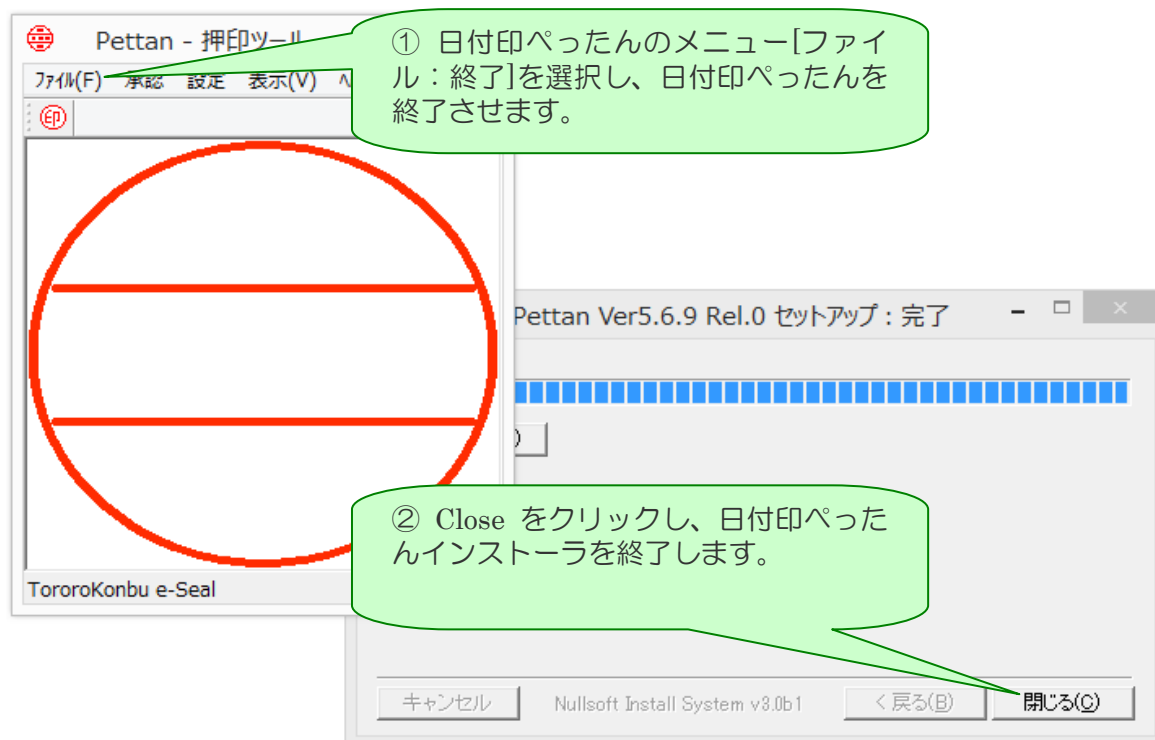 Pettan - 押印ツール
① 日付印ぺったんのメニュー[ファイ
ル：終了]を選択し、日付印ぺったんを
終了させます。
ファイル(F) 承認 設定 表示(V)
印
Pettan Ver5.6.9 Rel.0 セットアップ : 完了
② Close をクリックし、日付印ぺった
んインストーラを終了します。
TororoKonbu e-Seal
キャンセル Nullsoft Install System v3.0b1 < 戻る(B) 閉じる(C)